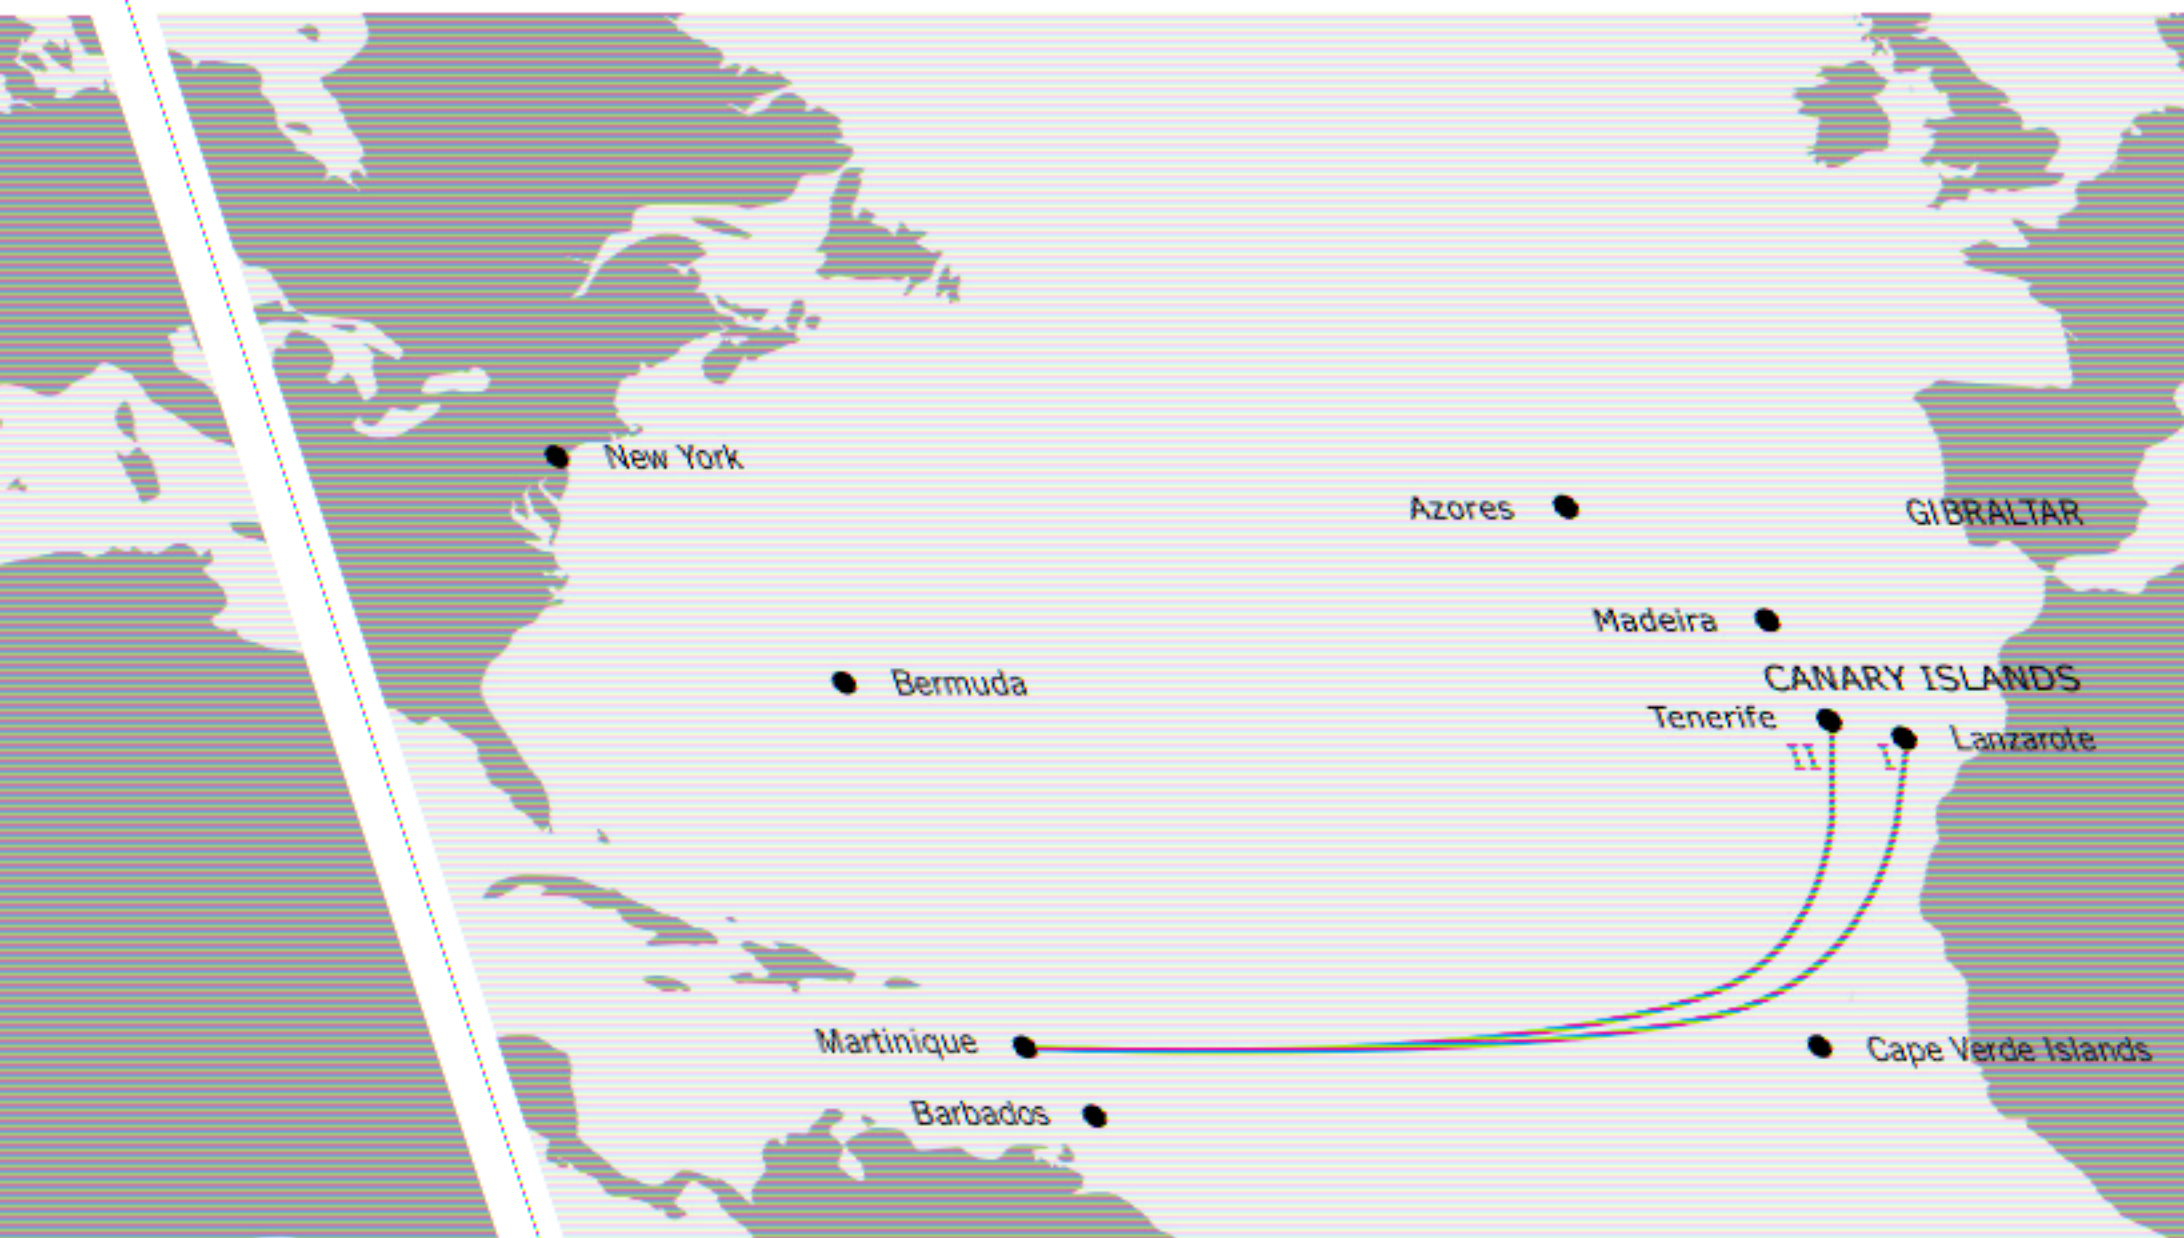 New York
Azores
GIBRALTAR
Madeira
Bermuda
CANARY ISLANDS
Tenerife
Lanzarote
II
I
Martinique
Cape Verde Islands
Barbados